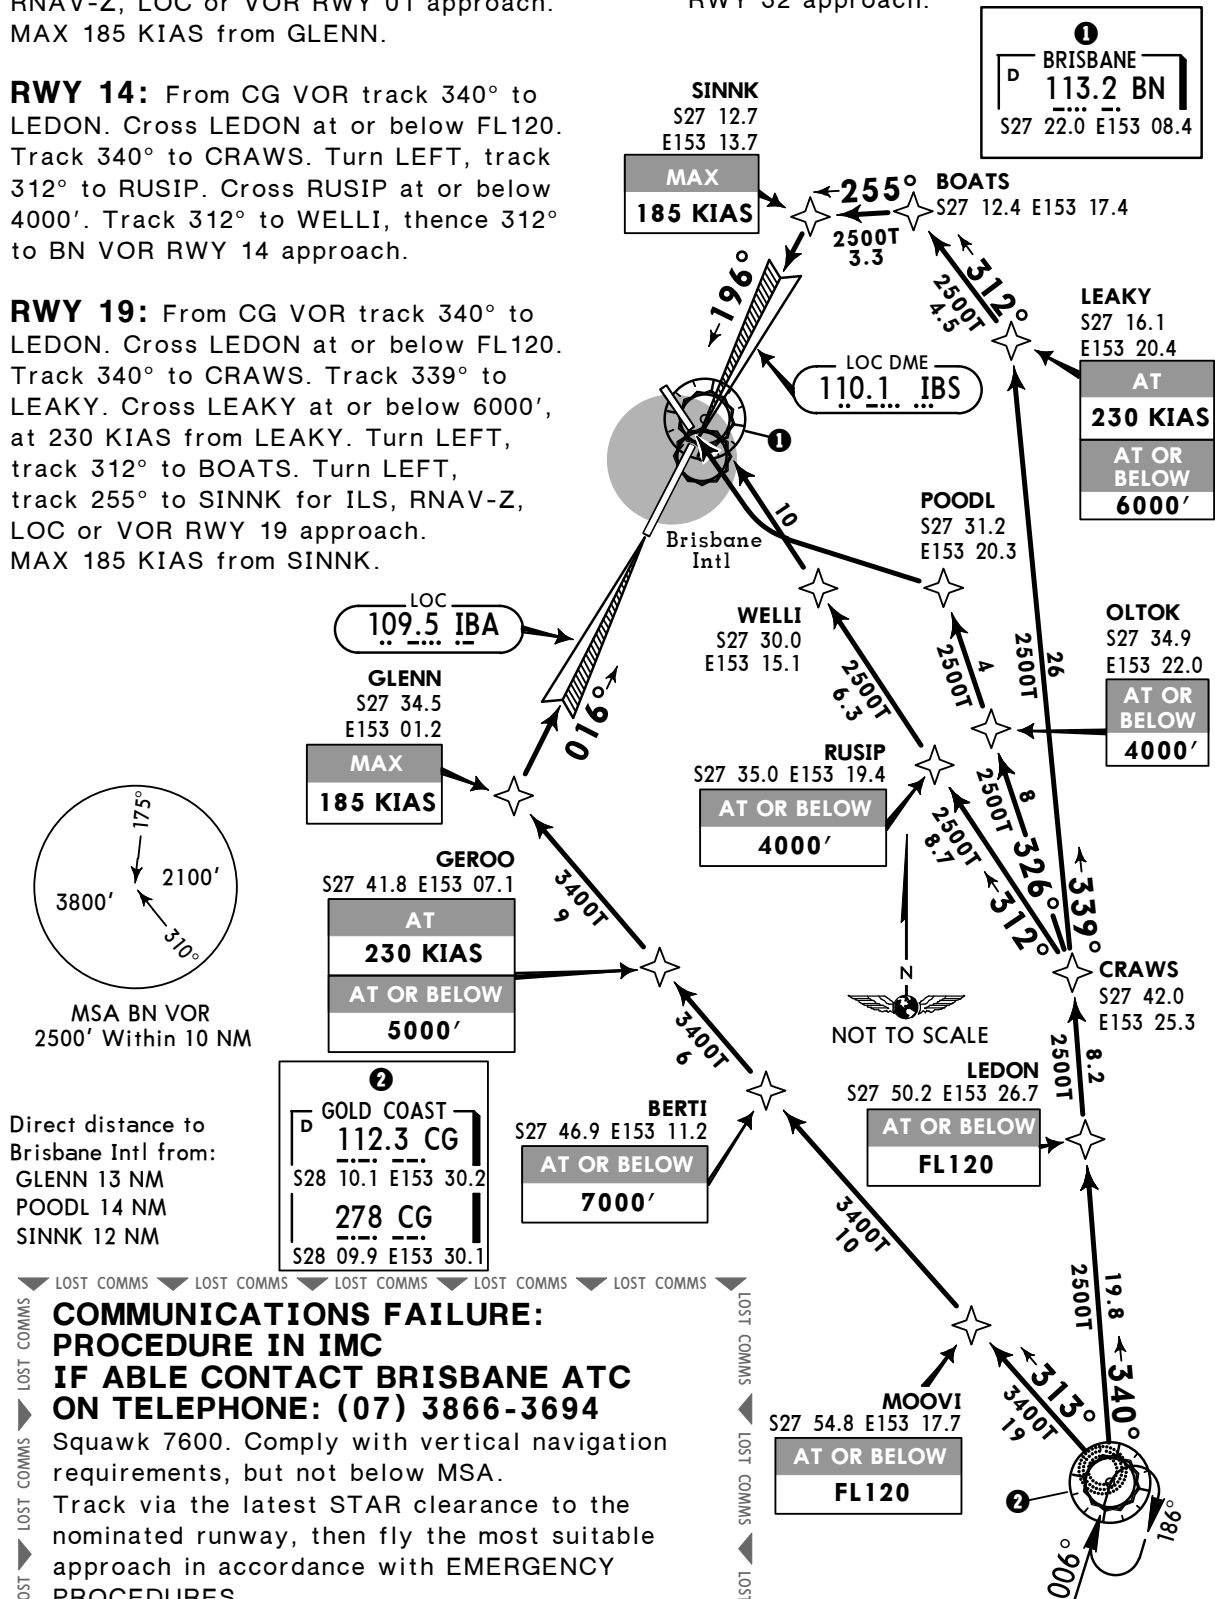 RNAV-Z, LOC or VOR RWY 01 approach.
MAX 185 KIAS from GLENN.
RWY 32 approach.
RWY 14: From CG VOR track 340° to
LEDON. Cross LEDON at or below FL120.
Track 340° to CRAWS. Turn LEFT, track
312° to RUSIP. Cross RUSIP at or below
4000'. Track 312° to WELLI, thence 312°
to BN VOR RWY 14 approach.
RWY 19: From CG VOR track 340° to
LEDON. Cross LEDON at or below FL120.
Track 340° to CRAWS. Track 339° to
LEAKY. Cross LEAKY at or below 6000',
at 230 KIAS from LEAKY. Turn LEFT,
track 312° to BOATS. Turn LEFT,
track 255° to SINNK for ILS, RNAV-Z,
LOC or VOR RWY 19 approach.
MAX 185 KIAS from SINNK.
1
BRISBANE
D
113.2 BN
S27 22.0 E153 08.4
SINNK
S27 12.7
E153 13.7
MAX
185 KIAS
255°
2500T
3.3
BOATS
S27 12.4 E153 17.4
312°
2500T
4.5
LEAKY
S27 16.1
E153 20.4
AT
230 KIAS
AT OR
BELOW
6000'
196°
LOC DME
110.1 IBS
1
Brisbane
Intl
10
POODL
S27 31.2
E153 20.3
WELLI
S27 30.0
E153 15.1
2500T
6.3
4
2500T
26
2500T
OLTOK
S27 34.9
E153 22.0
AT OR
BELOW
4000'
LOC
109.5 IBA
GLENN
S27 34.5
E153 01.2
MAX
185 KIAS
016°
RUSIP
S27 35.0 E153 19.4
AT OR BELOW
4000'
8
2500T
326°
2500T
8.7
312°
339°
175°
3800'
2100'
310°
MSA BN VOR
2500' Within 10 NM
GEROO
S27 41.8 E153 07.1
AT
230 KIAS
AT OR BELOW
5000'
3400T
9
3400T
6
N
NOT TO SCALE
CRAWS
S27 42.0
E153 25.3
8.2
2500T
LEDON
S27 50.2 E153 26.7
AT OR BELOW
FL120
BERTI
S27 46.9 E153 11.2
AT OR BELOW
7000'
2
GOLD COAST
D
112.3 CG
S28 10.1 E153 30.2
278 CG
S28 09.9 E153 30.1
Direct distance to
Brisbane Intl from:
GLENN 13 NM
POODL 14 NM
SINNK 12 NM
3400T
10
19.8
2500T
340°
MOOVI
S27 54.8 E153 17.7
AT OR BELOW
FL120
313°
3400T
19
2
186°
006°
LOST COMMS LOST COMMS LOST COMMS LOST COMMS LOST COMMS
LOST COMMS
LOST COMMS
LOST
LOST COMMS
LOST COMMS
LOST
COMMUNICATIONS FAILURE:
PROCEDURE IN IMC
IF ABLE CONTACT BRISBANE ATC
ON TELEPHONE: (07) 3866-3694
Squawk 7600. Comply with vertical navigation
requirements, but not below MSA.
Track via the latest STAR clearance to the
nominated runway, then fly the most suitable
approach in accordance with EMERGENCY
PROCEDURES